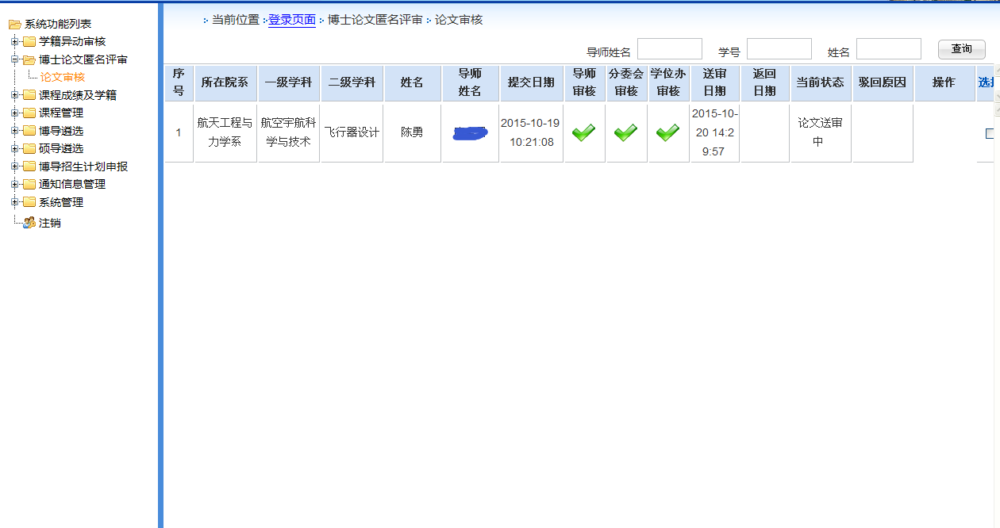 系统功能列表
学籍异动审核
博士论文匿名评审
论文审核
课程成绩及学籍
课程管理
博导遴选
硕导遴选
博导招生计划申报
通知信息管理
系统管理
注销
当前位置 登录页面 博士论文匿名评审 论文审核
导师姓名 学号 姓名 查询
序号 所在院系 一级学科 二级学科 姓名 导师姓名 提交日期 导师审核 分委会审核 学位办审核 送审日期 返回日期 当前状态 驳回原因 操作 选
1 航天工程与力学系 航空宇航科学与技术 飞行器设计 陈勇 2015-10-19 10:21:08 2015-10-20 14:29:57 论文送审中